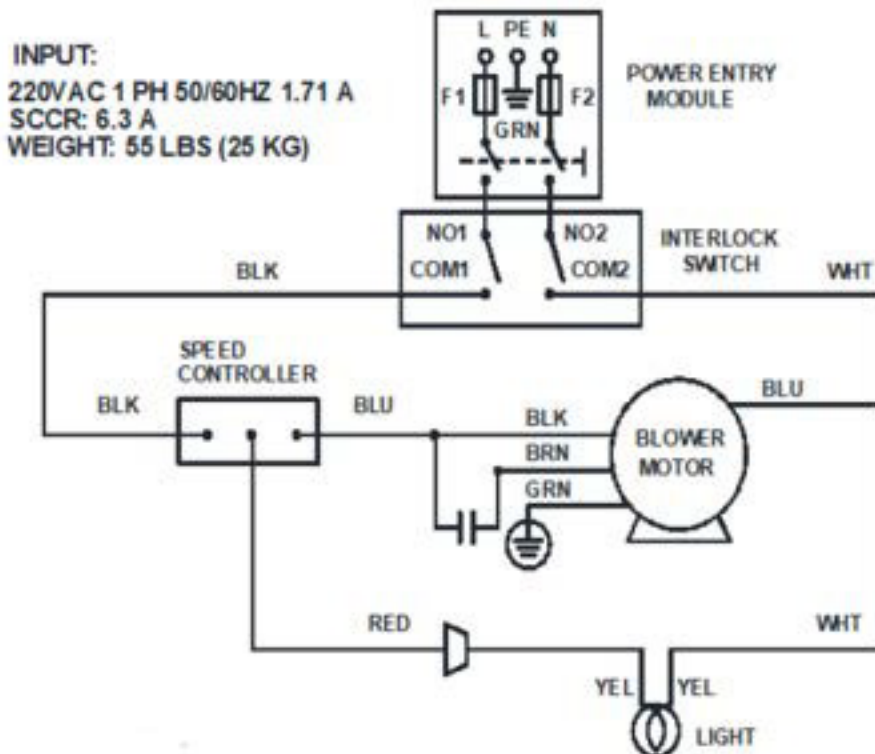 INPUT:
220VAC 1 PH 50/60HZ 1.71 A
SCCR: 6.3 A
WEIGHT: 55 LBS (25 KG)
L PE N
F1 F2
GRN
POWER ENTRY
MODULE
NO1 NO2
COM1 COM2
INTERLOCK
SWITCH
BLK
WHT
SPEED
CONTROLLER
BLK
BLU
BLK
BRN
GRN
BLOWER
MOTOR
BLU
RED
WHT
YEL YEL
LIGHT